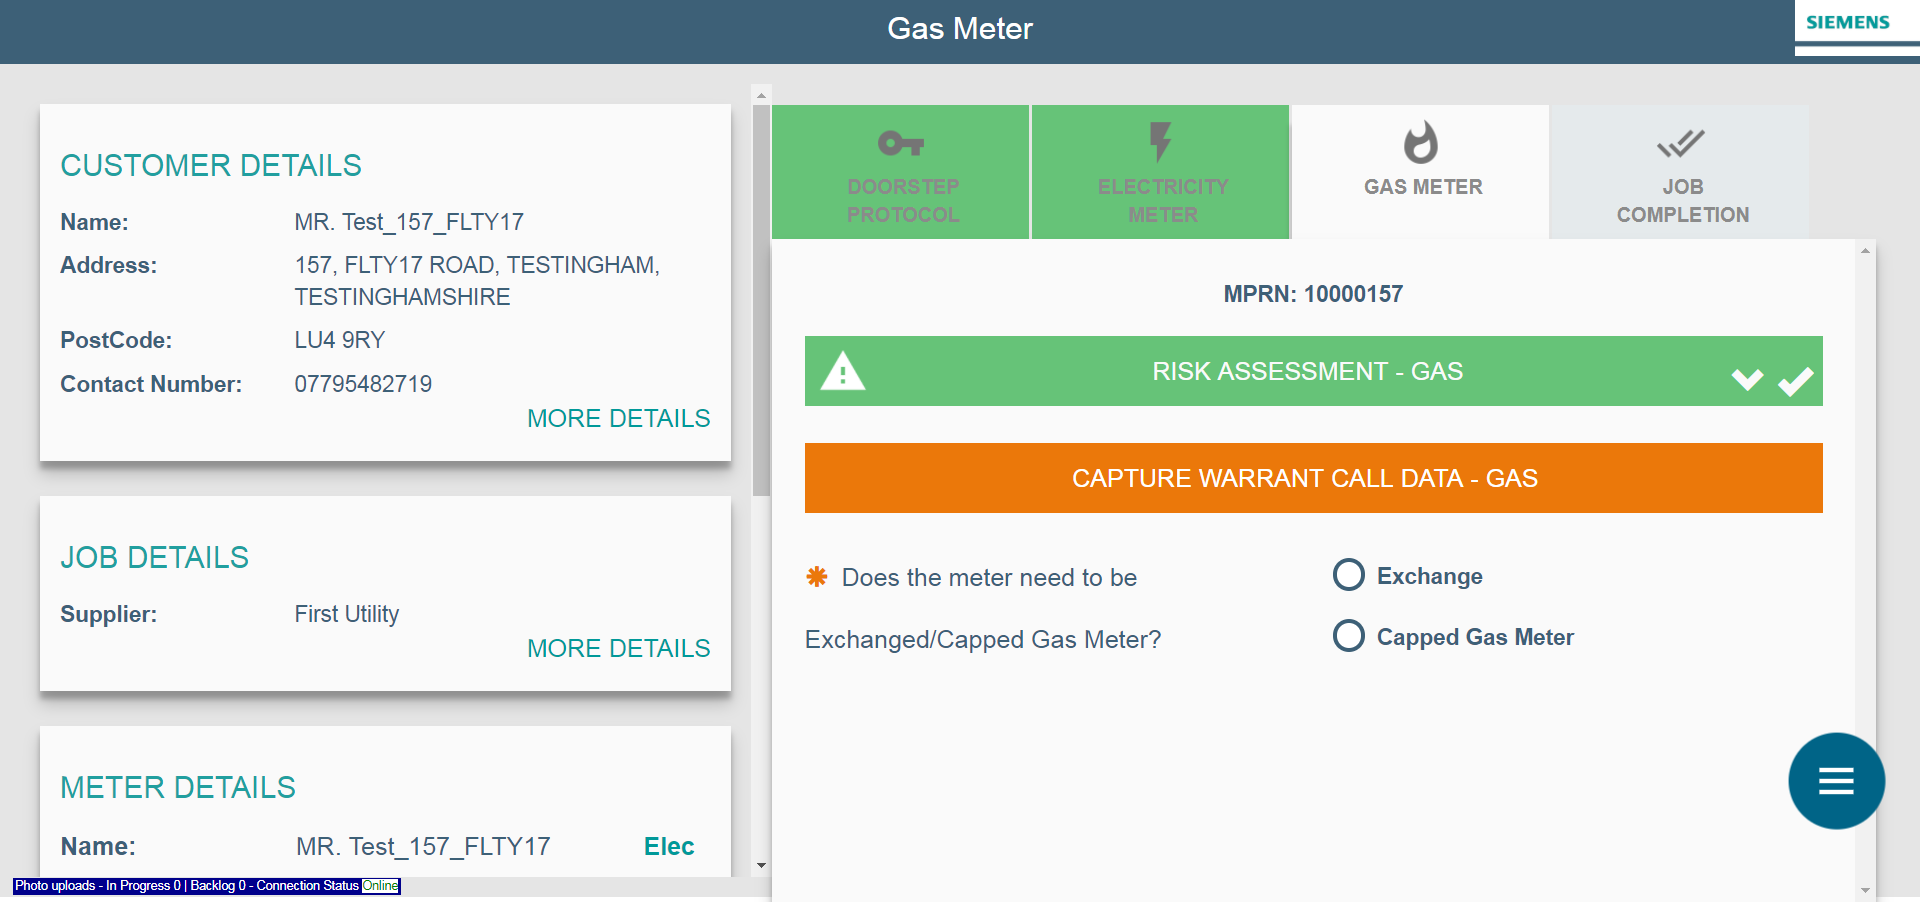 Gas Meter
SIEMENS
CUSTOMER DETAILS
Name: MR. Test_157_FLTY17
Address: 157, FLTY17 ROAD, TESTINGHAM,
TESTINGHAMSHIRE
PostCode: LU4 9RY
Contact Number: 07795482719
MORE DETAILS
JOB DETAILS
Supplier: First Utility
MORE DETAILS
METER DETAILS
Name: MR. Test_157_FLTY17 Elec
Photo uploads - In Progress 0 | Backlog 0 - Connection Status Online
DOORSTEP
PROTOCOL
ELECTRICITY
METER
GAS METER
JOB
COMPLETION
MPRN: 10000157
RISK ASSESSMENT - GAS
CAPTURE WARRANT CALL DATA - GAS
Does the meter need to be
Exchanged/Capped Gas Meter?
Exchange
Capped Gas Meter